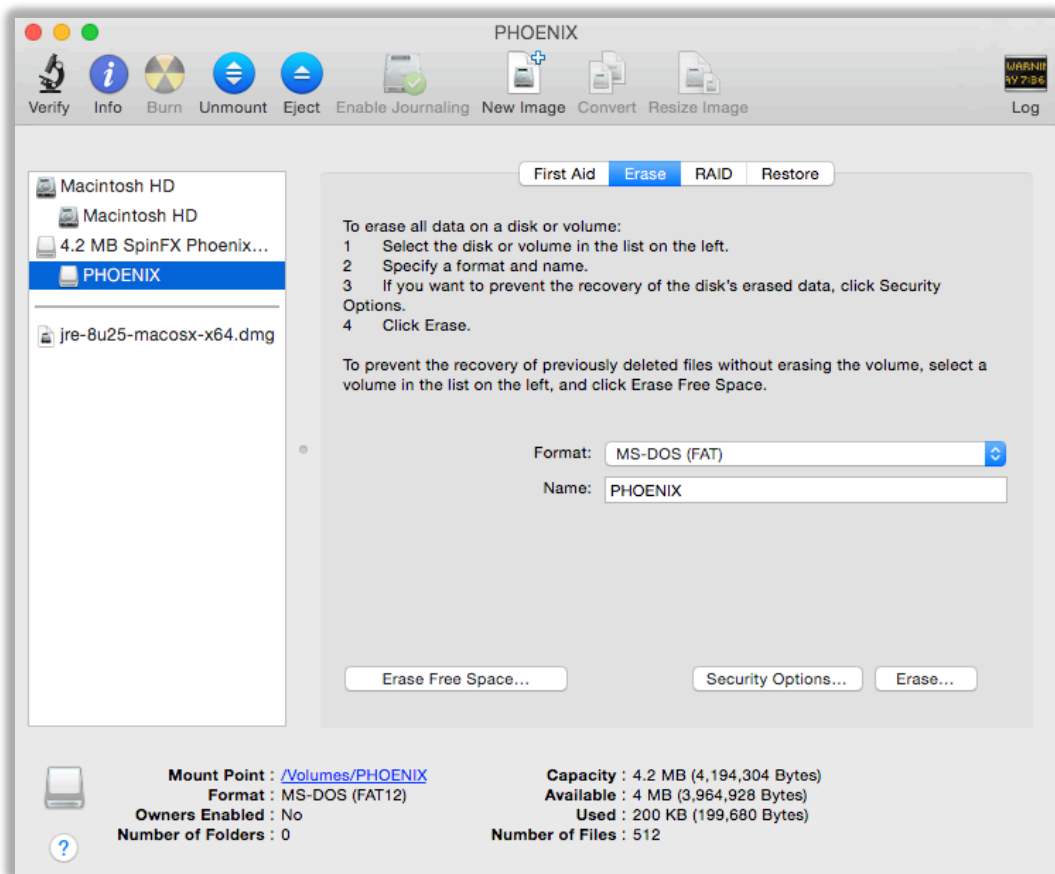 PHOENIX
Verify Info Burn Unmount Eject Enable Journaling New Image Convert Resize Image Log
WARNIN
7:36
Macintosh HD
Macintosh HD
4.2 MB SpinFX Phoenix...
PHOENIX
jre-8u25-macosx-x64.dmg
First Aid Erase RAID Restore
To erase all data on a disk or volume:
1 Select the disk or volume in the list on the left.
2 Specify a format and name.
3 If you want to prevent the recovery of the disk's erased data, click Security
Options.
4 Click Erase.
To prevent the recovery of previously deleted files without erasing the volume, select a
volume in the list on the left, and click Erase Free Space.
Format: MS-DOS (FAT)
Name: PHOENIX
Erase Free Space... Security Options... Erase...
Mount Point : /Volumes/PHOENIX Capacity : 4.2 MB (4,194,304 Bytes)
Format : MS-DOS (FAT12) Available : 4 MB (3,964,928 Bytes)
Owners Enabled : No Used : 200 KB (199,680 Bytes)
Number of Folders : 0 Number of Files : 512
?